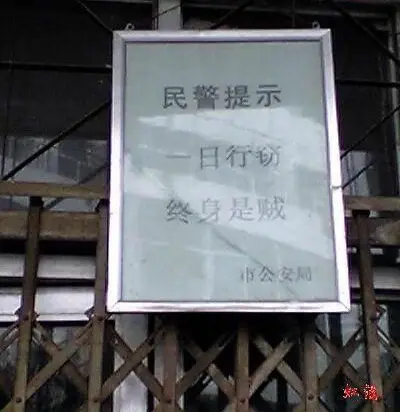 民警提示
一日行窃
终身是贼
市公安局